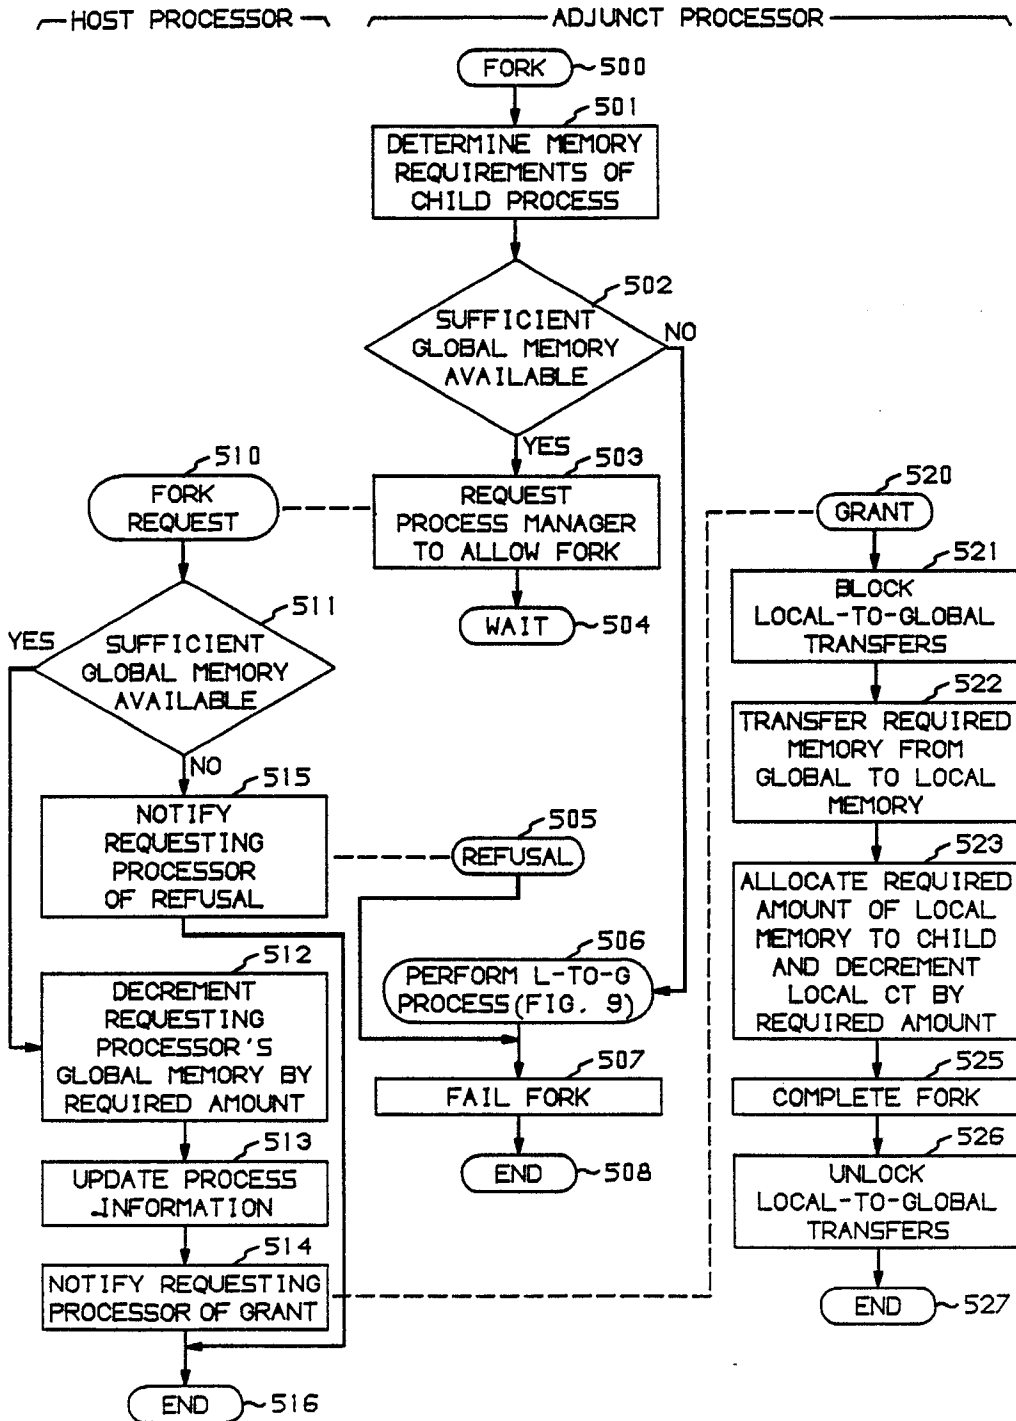 HOST PROCESSOR
ADJUNCT PROCESSOR
FORK
500
501
DETERMINE MEMORY
REQUIREMENTS OF
CHILD PROCESS
502
SUFFICIENT
GLOBAL MEMORY
AVAILABLE
NO
YES
503
REQUEST
PROCESS MANAGER
TO ALLOW FORK
WAIT
504
510
FORK
REQUEST
511
YES
SUFFICIENT
GLOBAL MEMORY
AVAILABLE
NO
515
NOTIFY
REQUESTING
PROCESSOR
OF REFUSAL
505
REFUSAL
506
PERFORM L-TO-G
PROCESS(FIG. 9)
507
FAIL FORK
END
508
512
DECREMENT
REQUESTING
PROCESSOR'S
GLOBAL MEMORY BY
REQUIRED AMOUNT
513
UPDATE PROCESS
INFORMATION
514
NOTIFY REQUESTING
PROCESSOR OF GRANT
END
516
520
GRANT
521
BLOCK
LOCAL-TO-GLOBAL
TRANSFERS
522
TRANSFER REQUIRED
MEMORY FROM
GLOBAL TO LOCAL
MEMORY
523
ALLOCATE REQUIRED
AMOUNT OF LOCAL
MEMORY TO CHILD
AND DECREMENT
LOCAL CT BY
REQUIRED AMOUNT
525
COMPLETE FORK
526
UNLOCK
LOCAL-TO-GLOBAL
TRANSFERS
END
527